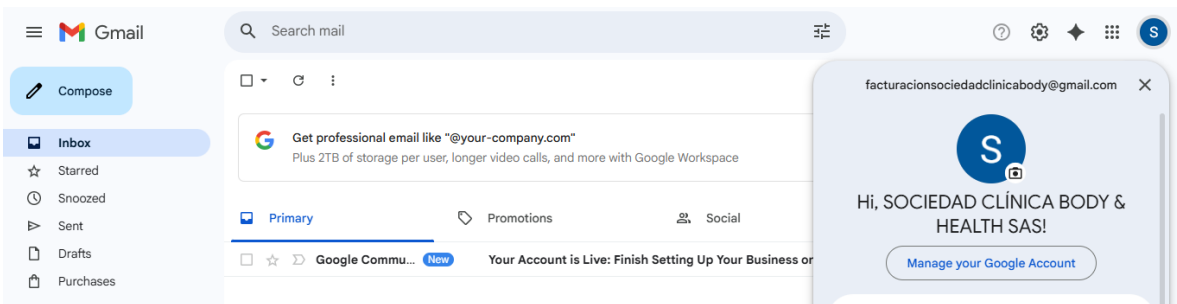 Gmail
Search mail
S
Compose
Inbox
Starred
Snoozed
Sent
Drafts
Purchases
Get professional email like "@your-company.com"
Plus 2TB of storage per user, longer video calls, and more with Google Workspace
Primary
Promotions
Social
Google Commu... New Your Account is Live: Finish Setting Up Your Business or
facturacionsociedadclinicabody@gmail.com
S
Hi, SOCIEDAD CLÍNICA BODY &
HEALTH SAS!
Manage your Google Account